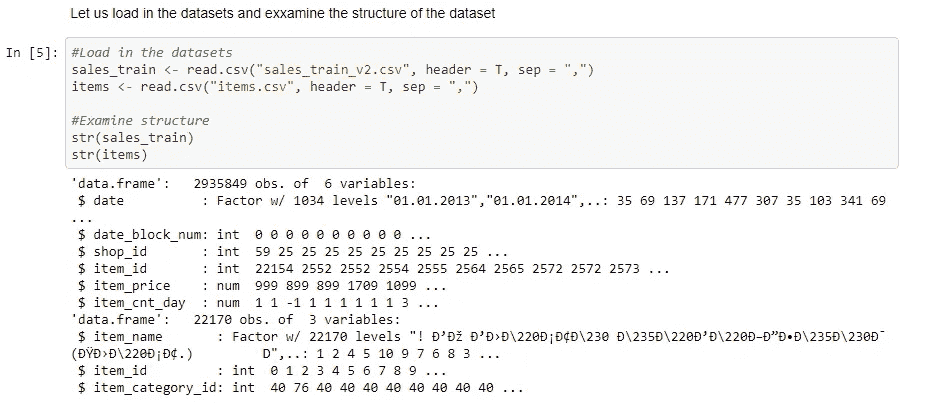 Let us load in the datasets and exxamine the structure of the dataset
In [5]: #Load in the datasets
sales_train <- read.csv("sales_train_v2.csv", header = T, sep = ",")
items <- read.csv("items.csv", header = T, sep = ",")
#Examine structure
str(sales_train)
str(items)
'data.frame':   2935849 obs. of  6 variables:
$ date          : Factor w/ 1034 levels "01.01.2013","01.01.2014",..: 35 69 137 171 477 307 35 103 341 69
...
$ date_block_num: int  0 0 0 0 0 0 0 0 0 0 ...
$ shop_id       : int  59 25 25 25 25 25 25 25 25 25 ...
$ item_id       : int  22154 2552 2552 2554 2555 2564 2565 2572 2572 2573 ...
$ item_price    : num  999 899 899 1709 1099 ...
$ item_cnt_day  : num  1 1 -1 1 1 1 1 1 1 3 ...
'data.frame':   22170 obs. of  3 variables:
$ item_name       : Factor w/ 22170 levels "! Ð’Ðž Ð’Ð›Ð\220Ð¡Ð¢Ð\230 Ð\235Ð\220Ð’Ð\220Ð–Ð”Ð•Ð\235Ð\230Ð¯
(ÐŸÐ›Ð\220Ð¡Ð¢.)         D",..: 1 2 4 5 10 9 7 6 8 3 ...
$ item_id         : int  0 1 2 3 4 5 6 7 8 9 ...
$ item_category_id: int  40 76 40 40 40 40 40 40 40 40 ...